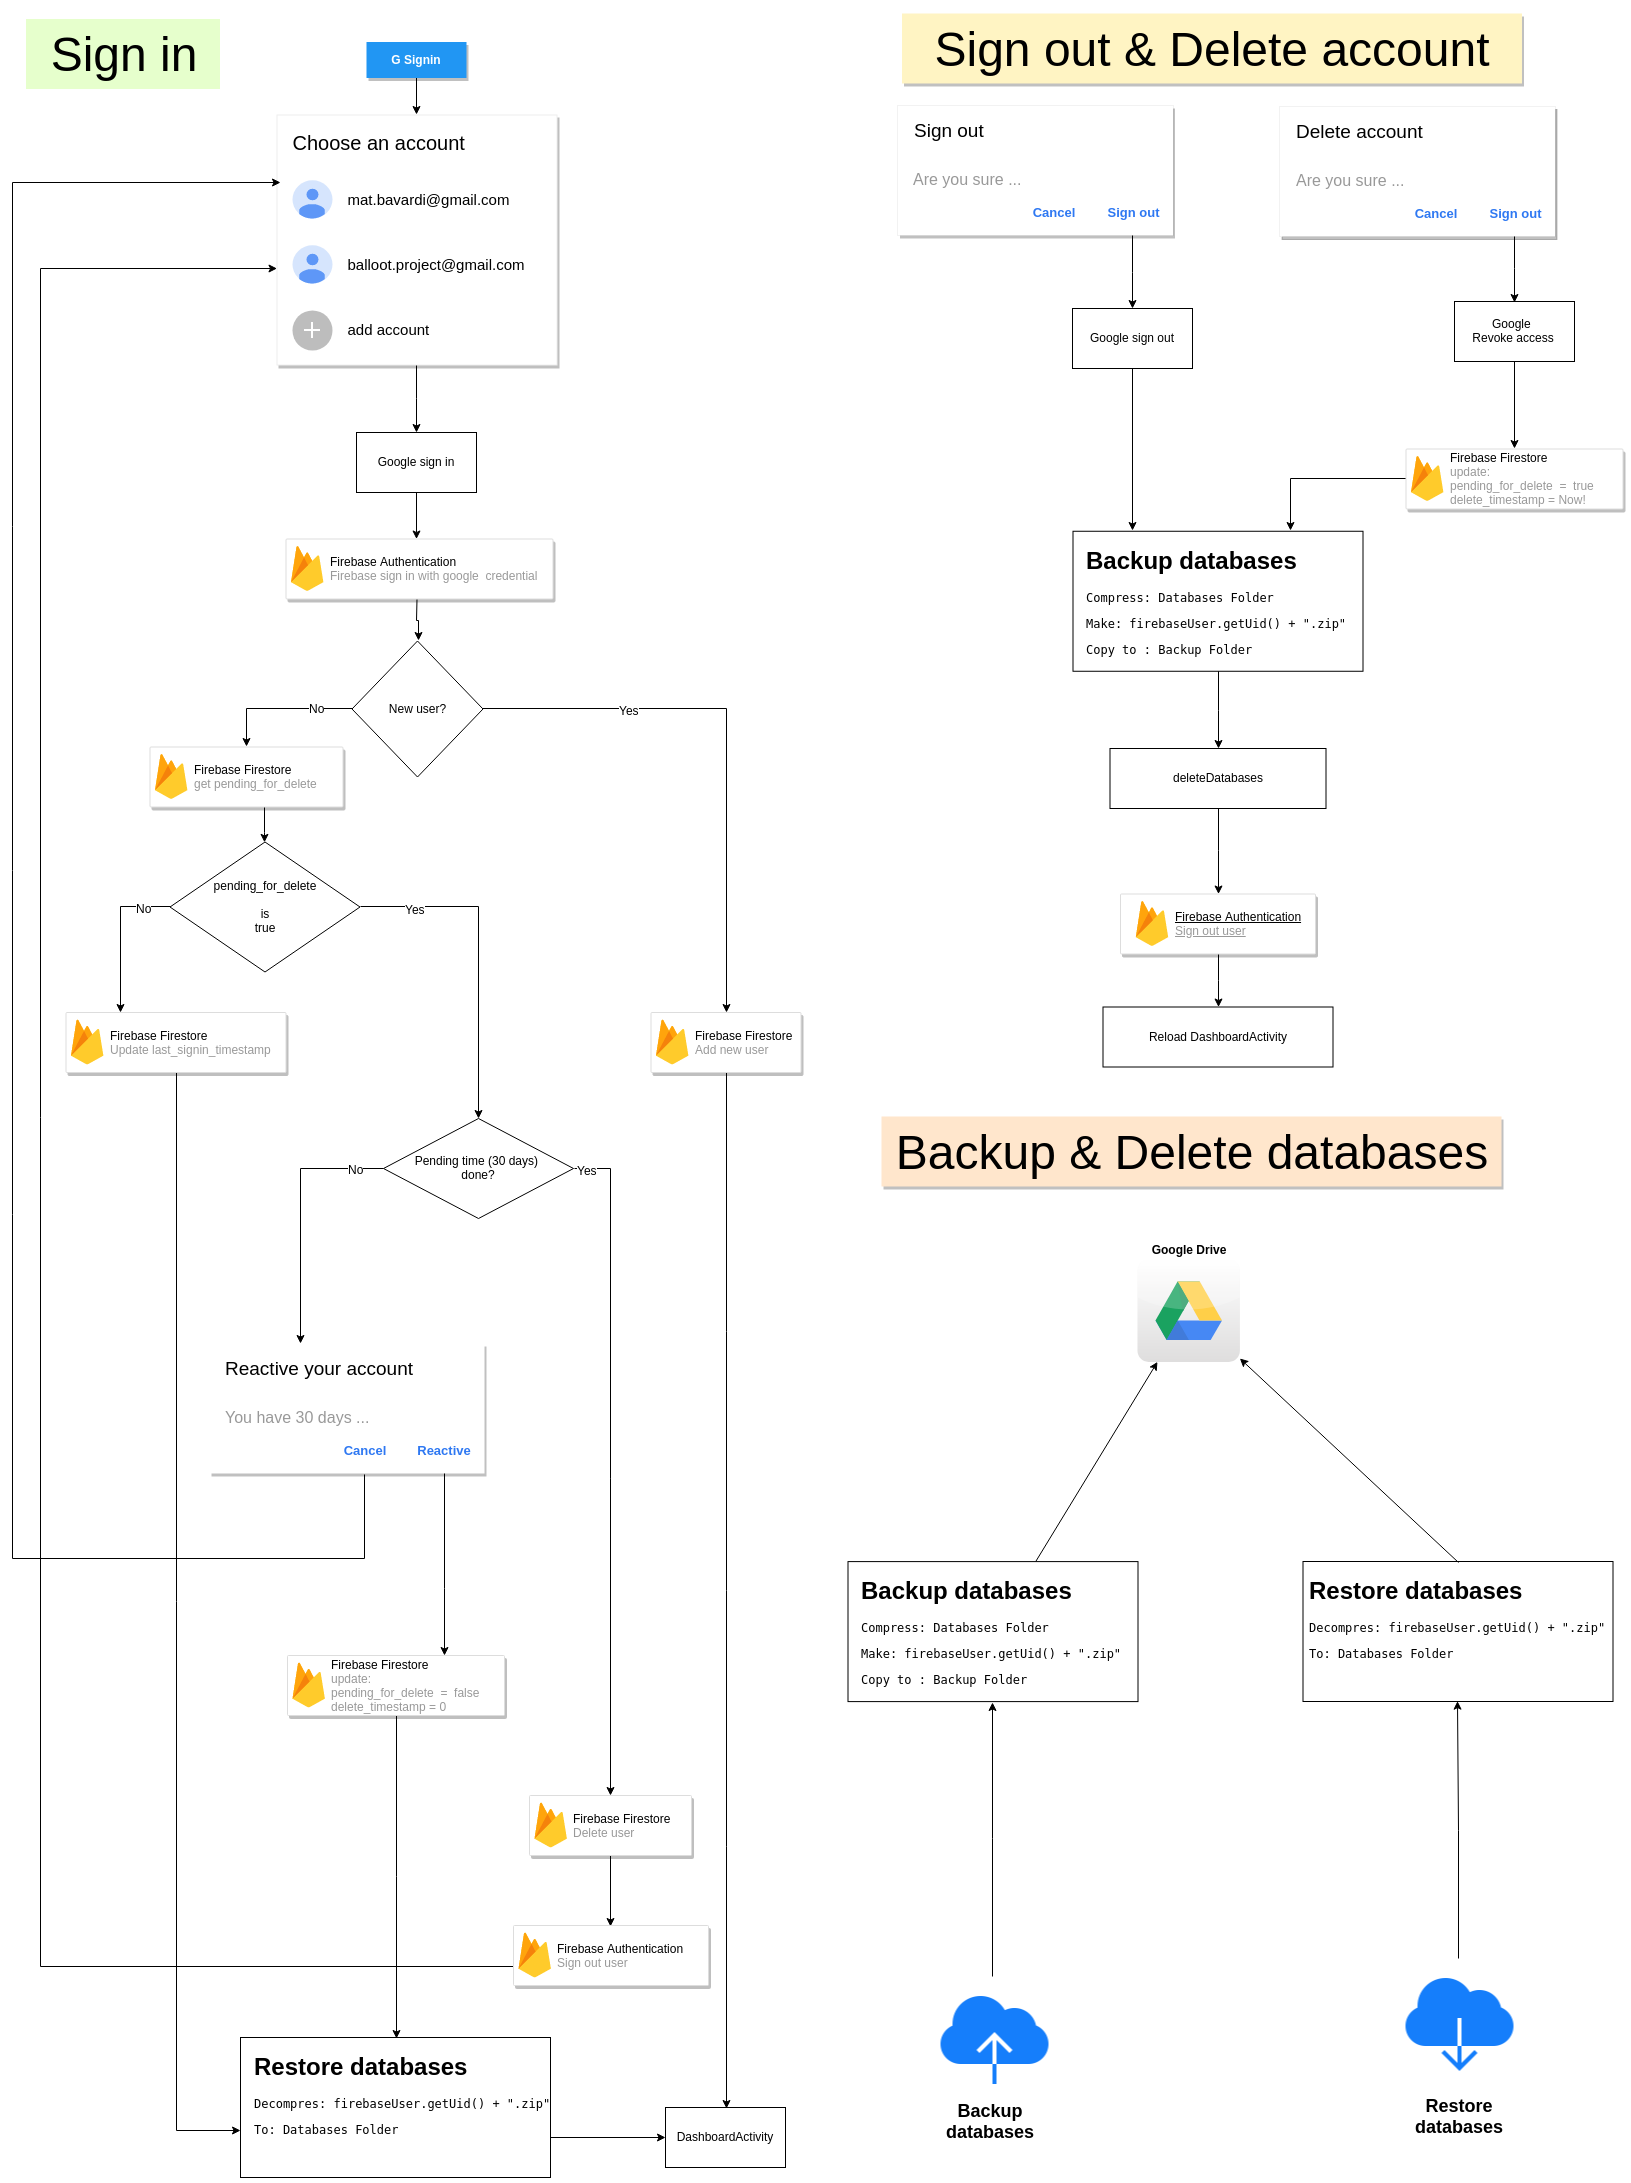 Sign in
G Signin
Choose an account
mat.bavardi@gmail.com
balloot.project@gmail.com
add account
Google sign in
Firebase Authentication
Firebase sign in with google  credential
New user?
No
Yes
Firebase Firestore
get pending_for_delete
pending_for_delete
is
true
No
Yes
Firebase Firestore
Update last_signin_timestamp
Firebase Firestore
Add new user
Pending time (30 days)
done?
No
Yes
Reactive your account
You have 30 days ...
Cancel
Reactive
Firebase Firestore
update:
pending_for_delete  =  false
delete_timestamp = 0
Firebase Firestore
Delete user
Firebase Authentication
Sign out user
Restore databases
Decompres: firebaseUser.getUid() + ".zip"
To: Databases Folder
DashboardActivity
Sign out & Delete account
Sign out
Are you sure ...
Cancel
Sign out
Delete account
Are you sure ...
Cancel
Sign out
Google sign out
Google
Revoke access
Firebase Firestore
update:
pending_for_delete  =  true
delete_timestamp = Now!
Backup databases
Compress: Databases Folder
Make: firebaseUser.getUid() + ".zip"
Copy to : Backup Folder
deleteDatabases
Firebase Authentication
Sign out user
Reload DashboardActivity
Backup & Delete databases
Google Drive
Backup databases
Compress: Databases Folder
Make: firebaseUser.getUid() + ".zip"
Copy to : Backup Folder
Restore databases
Decompres: firebaseUser.getUid() + ".zip"
To: Databases Folder
Backup
databases
Restore
databases